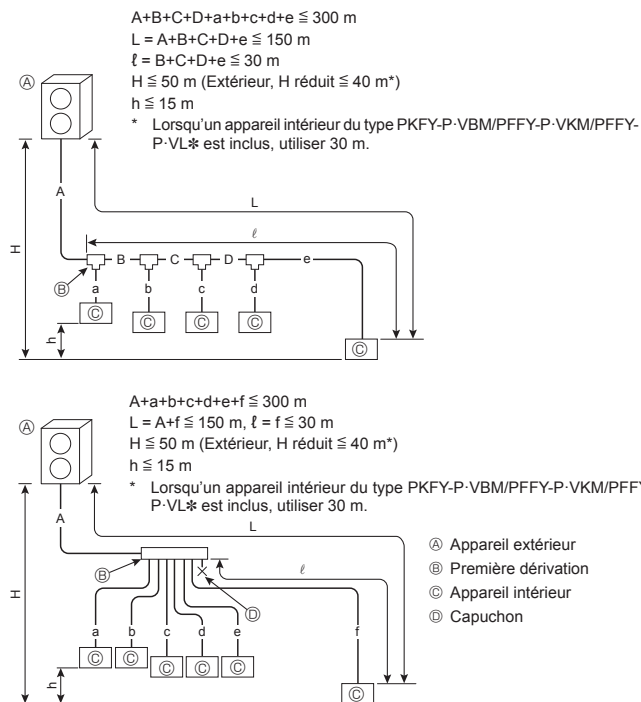 A+B+C+D+a+b+c+d+e ≦ 300 m
L = A+B+C+D+e ≦ 150 m
ℓ = B+C+D+e ≦ 30 m
H ≦ 50 m (Extérieur, H réduit ≦ 40 m*)
h ≦ 15 m
* Lorsqu'un appareil intérieur du type PKFY-P·VBM/PFFY-P·VKM/PFFY-
P·VL✻ est inclus, utiliser 30 m.
Ⓐ
A
L
H
ℓ
B C D e
Ⓑ a b c d
Ⓒ Ⓒ Ⓒ Ⓒ
h
Ⓒ
A+a+b+c+d+e+f ≦ 300 m
L = A+f ≦ 150 m, ℓ = f ≦ 30 m
H ≦ 50 m (Extérieur, H réduit ≦ 40 m*)
h ≦ 15 m
* Lorsqu'un appareil intérieur du type PKFY-P·VBM/PFFY-P·VKM/PFFY
P·VL✻ est inclus, utiliser 30 m.
Ⓐ
A
L
H
Ⓑ
ℓ
Ⓓ
a b c d e f
Ⓒ Ⓒ Ⓒ Ⓒ Ⓒ
h
Ⓒ
Ⓐ Appareil extérieur
Ⓑ Première dérivation
Ⓒ Appareil intérieur
Ⓓ Capuchon